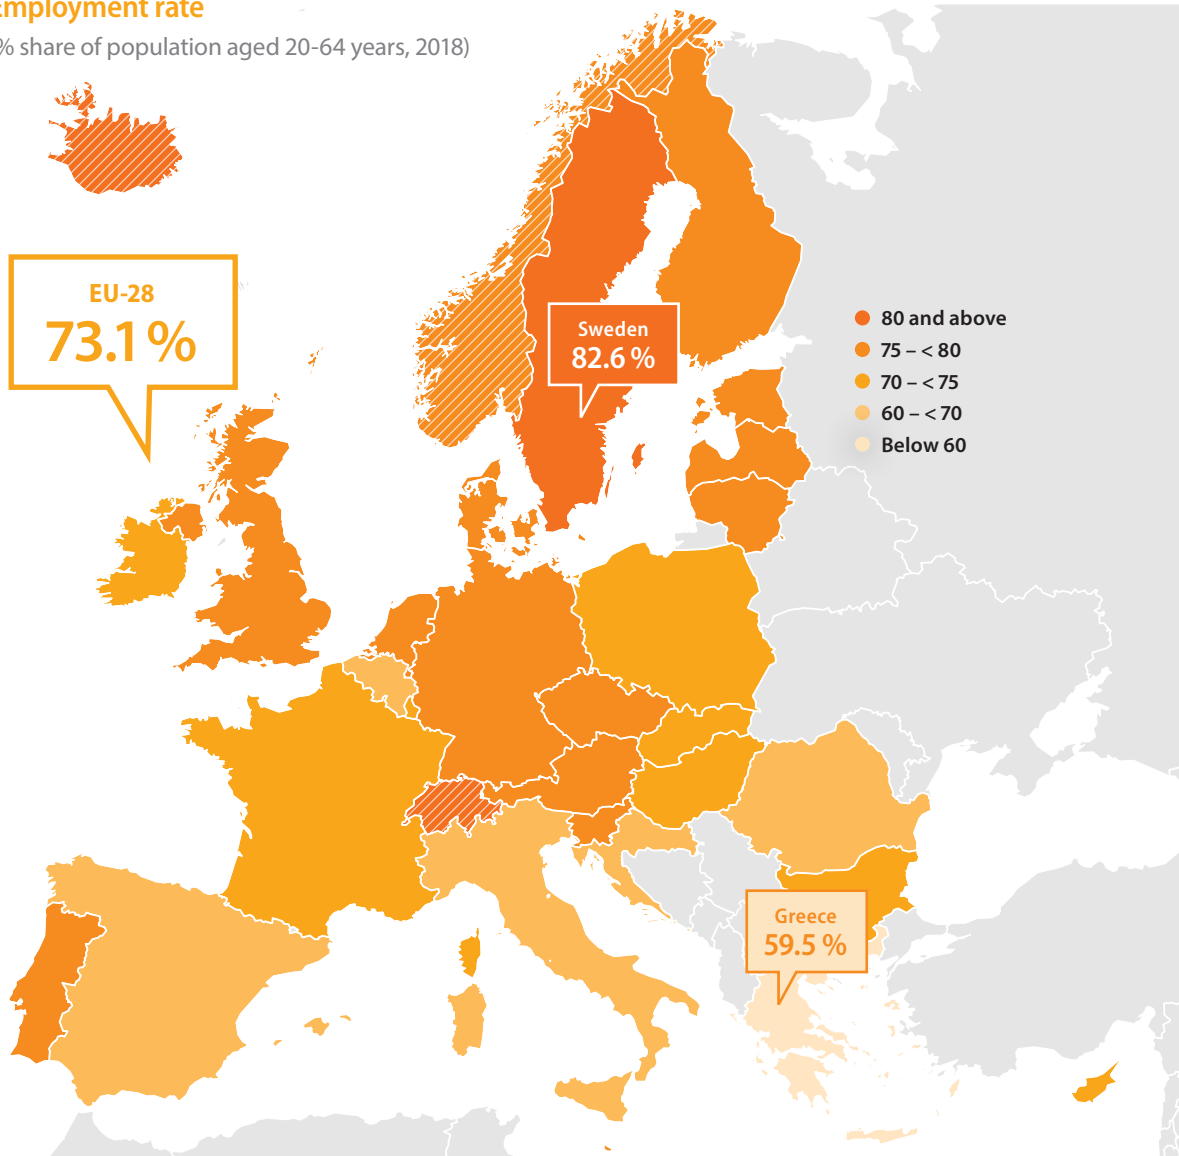 Employment rate
% share of population aged 20-64 years, 2018)
EU-28
73.1 %
Sweden
82.6 %
80 and above
75 – < 80
70 – < 75
60 – < 70
Below 60
Greece
59.5 %